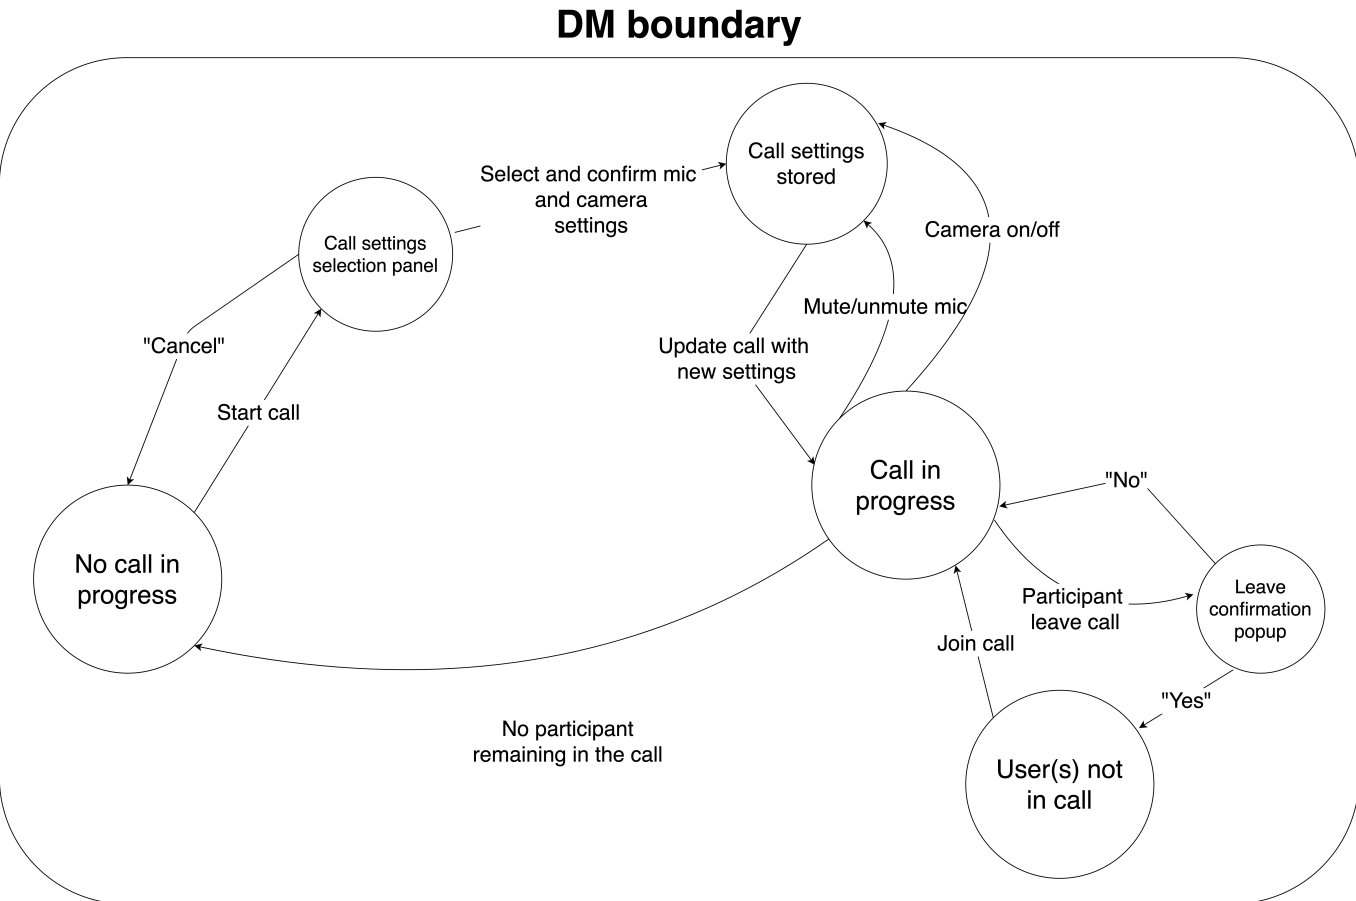 DM boundary
Call settings
stored
Select and confirm mic
and camera
settings
Call settings
selection panel
Camera on/off
Mute/unmute mic
"Cancel"
Update call with
new settings
Start call
Call in
progress
"No"
No call in
progress
Participant
leave call
Leave
confirmation
popup
Join call
"Yes"
No participant
remaining in the call
User(s) not
in call